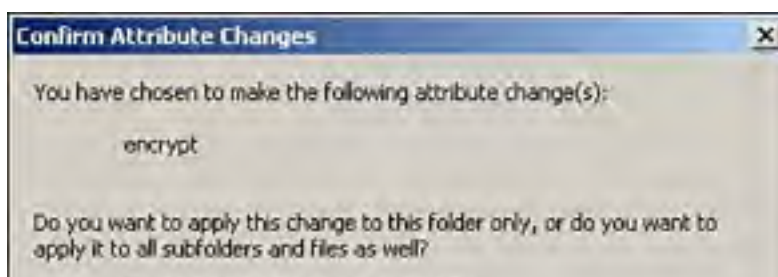 Confirm Attribute Changes
You have chosen to make the following attribute change(s):
encrypt
Do you want to apply this change to this folder only, or do you want to
apply it to all subfolders and files as well?